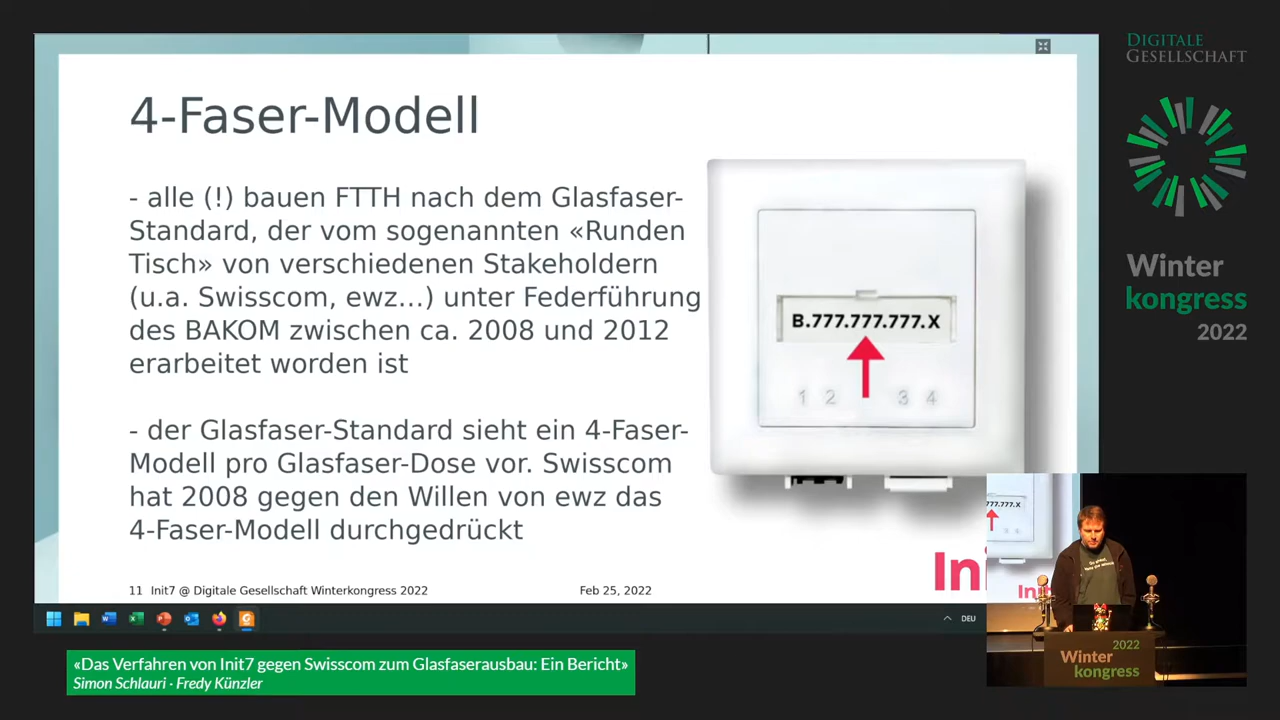 4-Faser-Modell
- alle (!) bauen FTTH nach dem Glasfaser-
Standard, der vom sogenannten «Runden
Tisch» von verschiedenen Stakeholdern
(u.a. Swisscom, ewz...) unter Federführung
des BAKOM zwischen ca. 2008 und 2012
erarbeitet worden ist
- der Glasfaser-Standard sieht ein 4-Faser-
Modell pro Glasfaser-Dose vor. Swisscom
hat 2008 gegen den Willen von ewz das
4-Faser-Modell durchgedrückt
B.777.777.777.X
1 2 3 4
11 Init7 @ Digitale Gesellschaft Winterkongress 2022
Feb 25, 2022
DEU
DIGITALE
GESELLSCHAFT
Winter
kongress
2022
777.777.X
2022
Winter
kongress
«Das Verfahren von Init7 gegen Swisscom zum Glasfaserausbau: Ein Bericht»
Simon Schlauri · Fredy Künzler